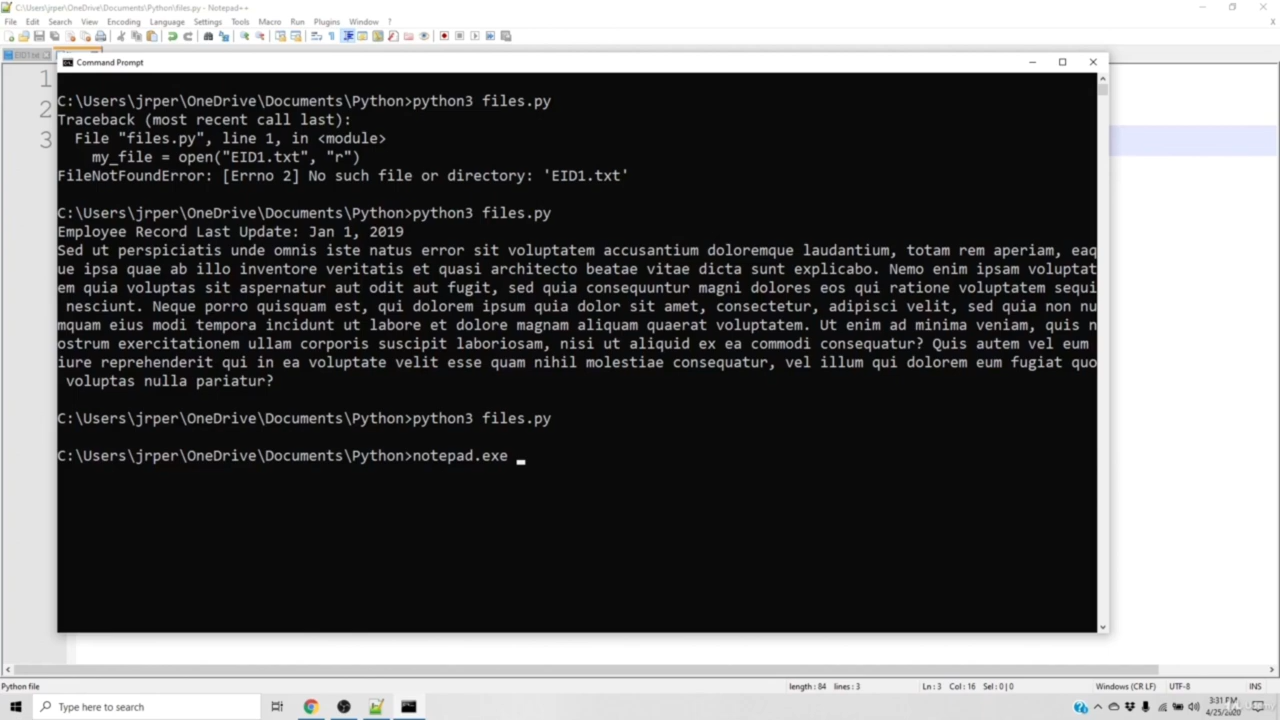 C:\Users\jrper\OneDrive\Documents\Python\files.py - Notepad++
File Edit Search View Encoding Language Settings Tools Macro Run Plugins Window ?
X
1
2
3
Command Prompt
C:\Users\jrper\OneDrive\Documents\Python>python3 files.py
Traceback (most recent call last):
  File "files.py", line 1, in <module>
    my_file = open("EID1.txt", "r")
FileNotFoundError: [Errno 2] No such file or directory: 'EID1.txt'
C:\Users\jrper\OneDrive\Documents\Python>python3 files.py
Employee Record Last Update: Jan 1, 2019
Sed ut perspiciatis unde omnis iste natus error sit voluptatem accusantium doloremque laudantium, totam rem aperiam, eaq
ue ipsa quae ab illo inventore veritatis et quasi architecto beatae vitae dicta sunt explicabo. Nemo enim ipsam voluptat
em quia voluptas sit aspernatur aut odit aut fugit, sed quia consequuntur magni dolores eos qui ratione voluptatem sequi
 nesciunt. Neque porro quisquam est, qui dolorem ipsum quia dolor sit amet, consectetur, adipisci velit, sed quia non nu
mquam eius modi tempora incidunt ut labore et dolore magnam aliquam quaerat voluptatem. Ut enim ad minima veniam, quis n
ostrum exercitationem ullam corporis suscipit laboriosam, nisi ut aliquid ex ea commodi consequatur? Quis autem vel eum
iure reprehenderit qui in ea voluptate velit esse quam nihil molestiae consequatur, vel illum qui dolorem eum fugiat quo
 voluptas nulla pariatur?
C:\Users\jrper\OneDrive\Documents\Python>python3 files.py
C:\Users\jrper\OneDrive\Documents\Python>notepad.exe _
Python file length : 84 lines : 3 Ln : 3 Col : 16 Sel : 0 | 0 Windows (CR LF) UTF-8 INS
Type here to search
3:31 PM
4/25/2020